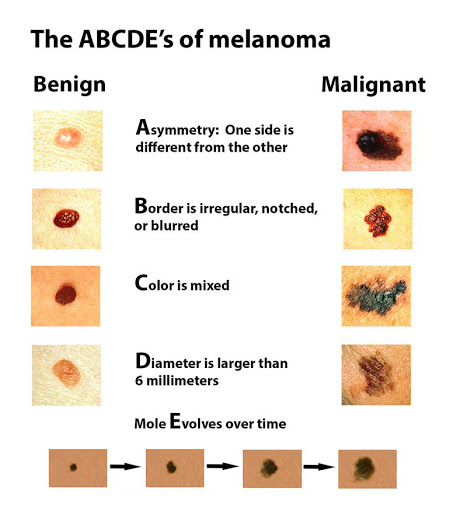 The ABCDE's of melanoma
Benign
Malignant
Asymmetry: One side is
different from the other
Border is irregular, notched,
or blurred
Color is mixed
Diameter is larger than
6 millimeters
Mole Evolves over time